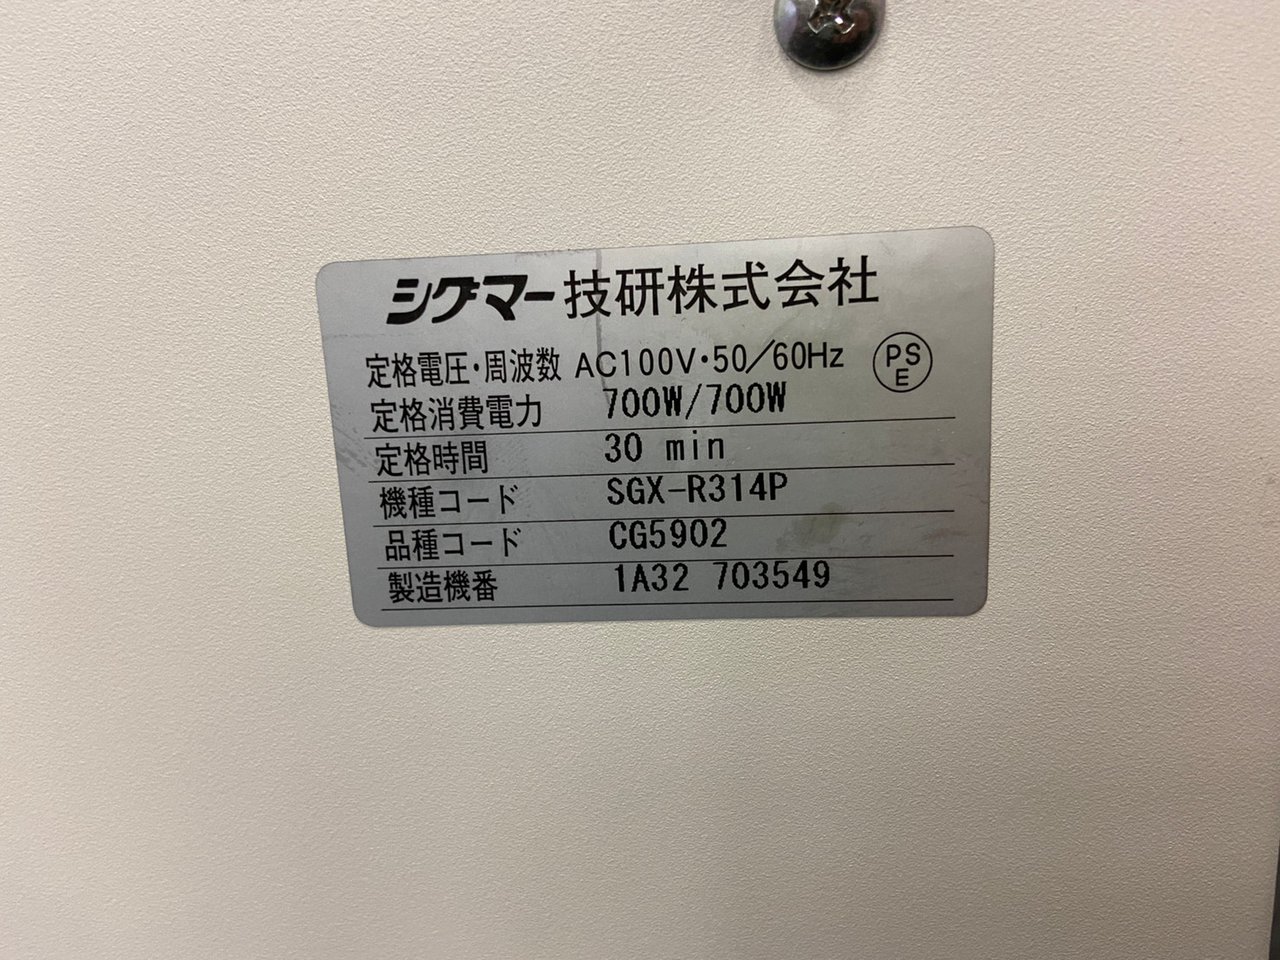 シグマー技研株式会社
定格電圧・周波数 AC100V・50/60Hz PSE
定格消費電力 700W/700W
定格時間 30 min
機種コード SGX-R314P
品種コード CG5902
製造機番 1A32 703549